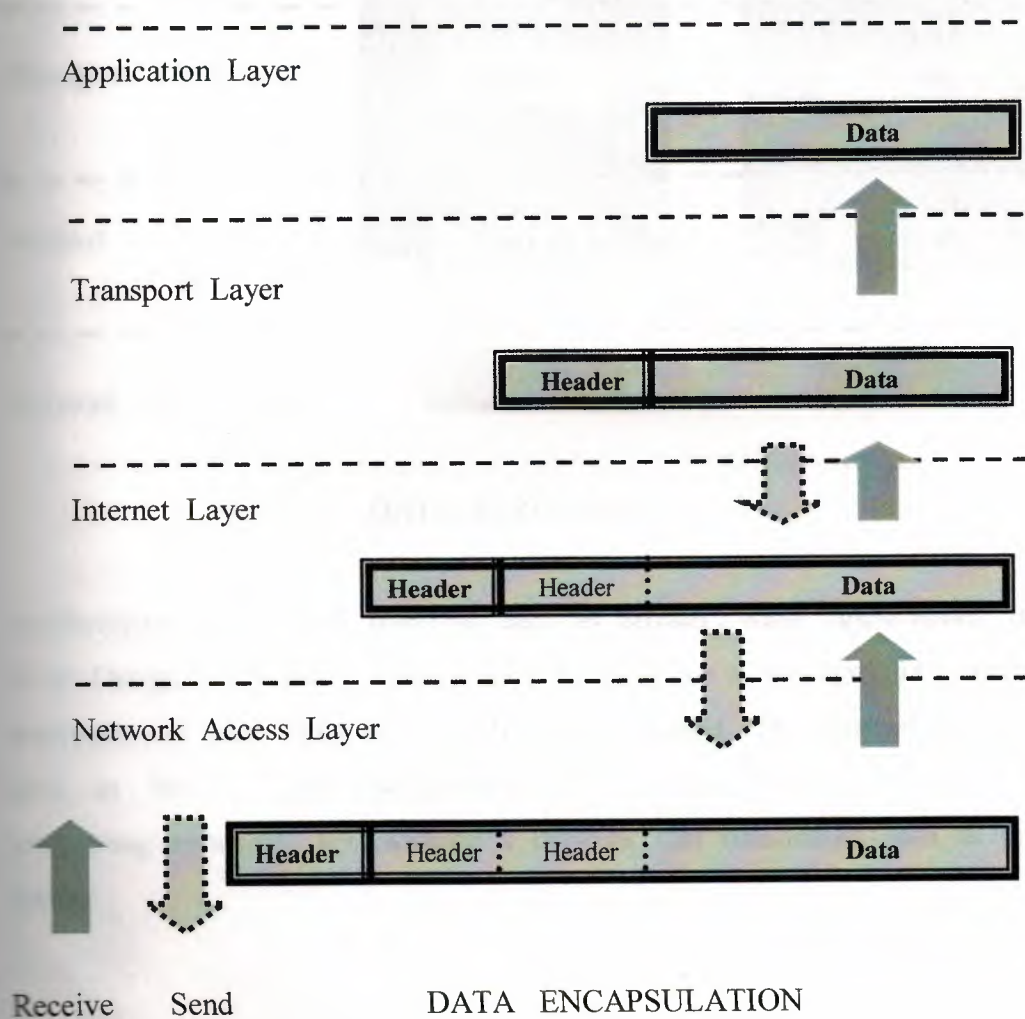 Application Layer
Data
Transport Layer
Header Data
Internet Layer
Header Header Data
Network Access Layer
Header Header Header Data
Receive Send DATA ENCAPSULATION